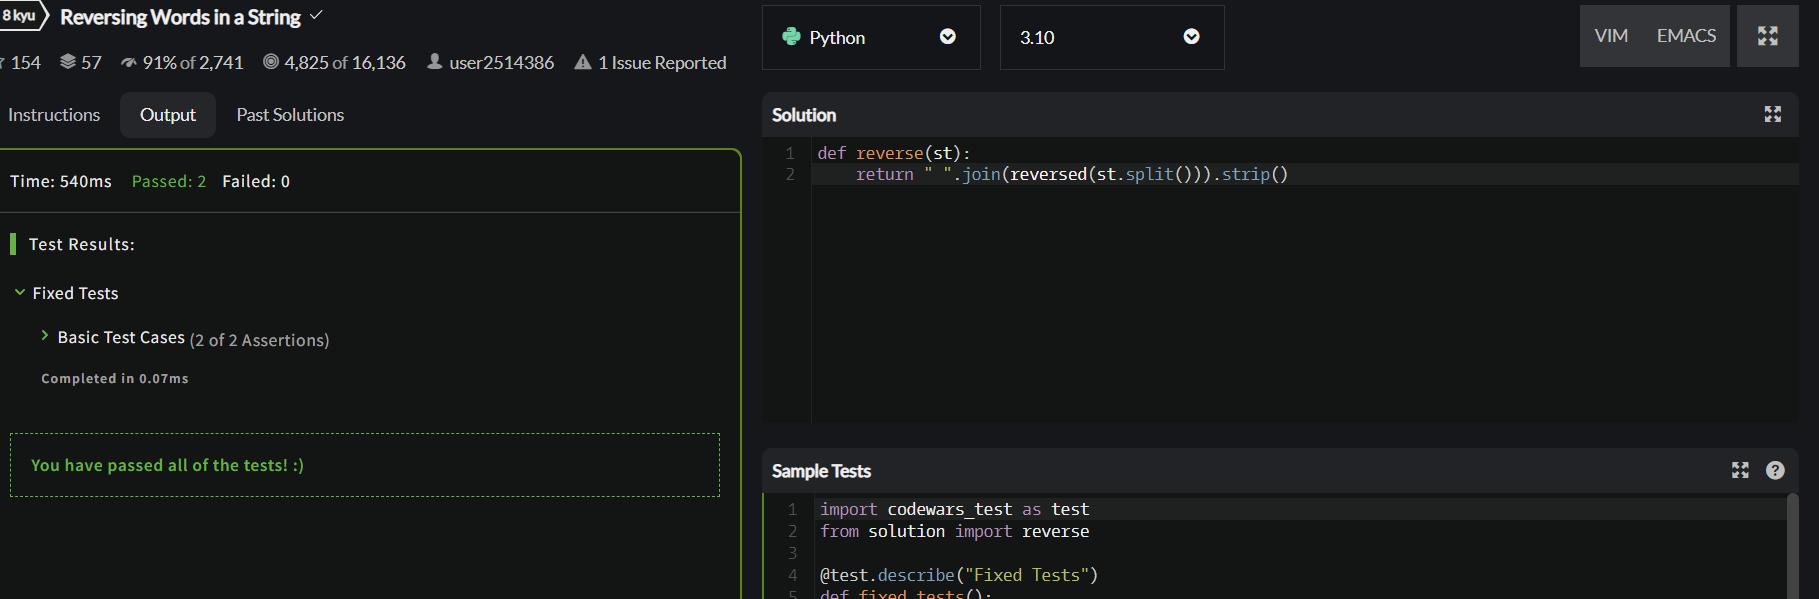 8 kyu Reversing Words in a String
154 57 91% of 2,741 4,825 of 16,136 user2514386 1 Issue Reported
Instructions Output Past Solutions
Time: 540ms Passed: 2 Failed: 0
Test Results:
Fixed Tests
Basic Test Cases (2 of 2 Assertions)
Completed in 0.07ms
You have passed all of the tests! :)
Python 3.10 VIM EMACS
Solution
1 def reverse(st):
2     return " ".join(reversed(st.split())).strip()
Sample Tests ?
1 import codewars_test as test
2 from solution import reverse
3
4 @test.describe("Fixed Tests")
5 def fixed_tests():